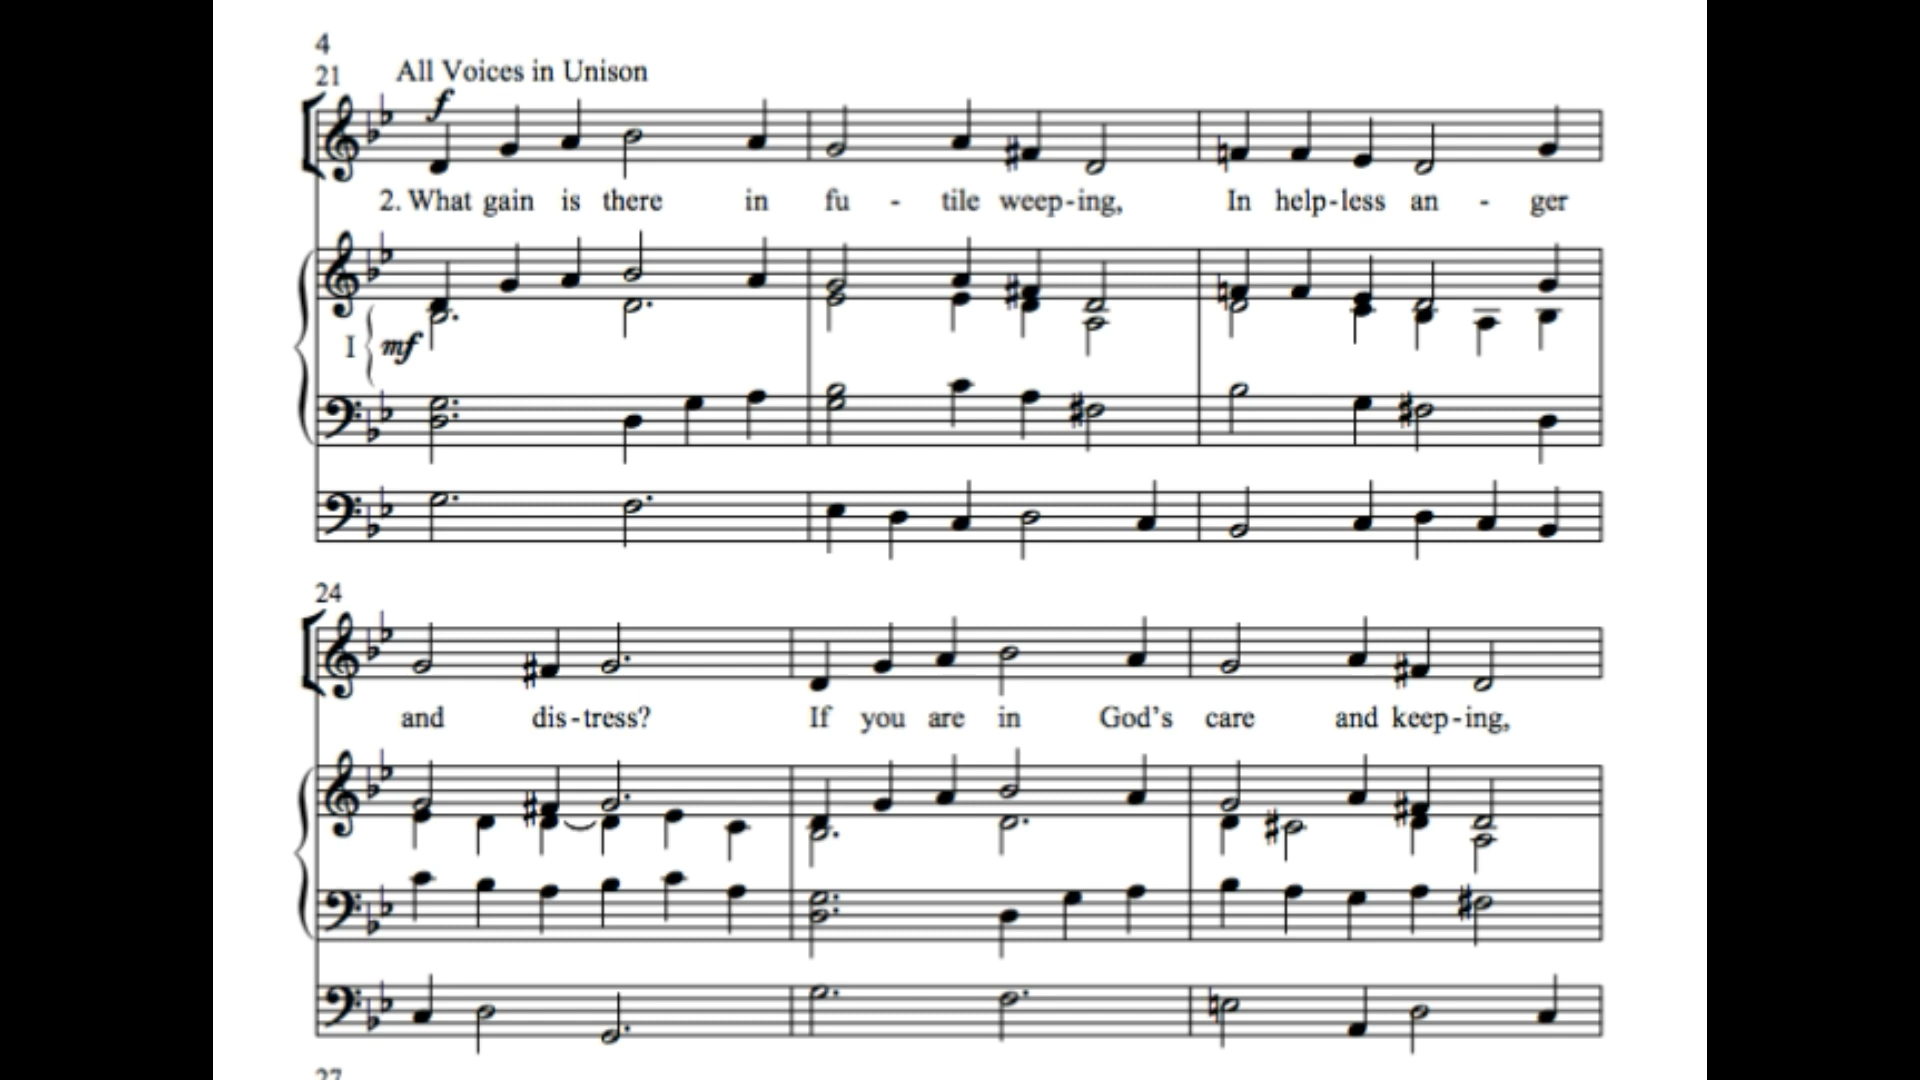 4
21 All Voices in Unison
f
2. What gain is there in fu - tile weep-ing, In help-less an - ger
I mf
24
and dis-tress? If you are in God's care and keep-ing,
27